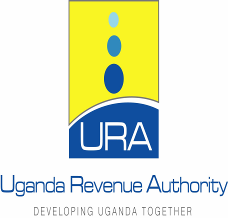 URA
Uganda Revenue Authority
DEVELOPING UGANDA TOGETHER